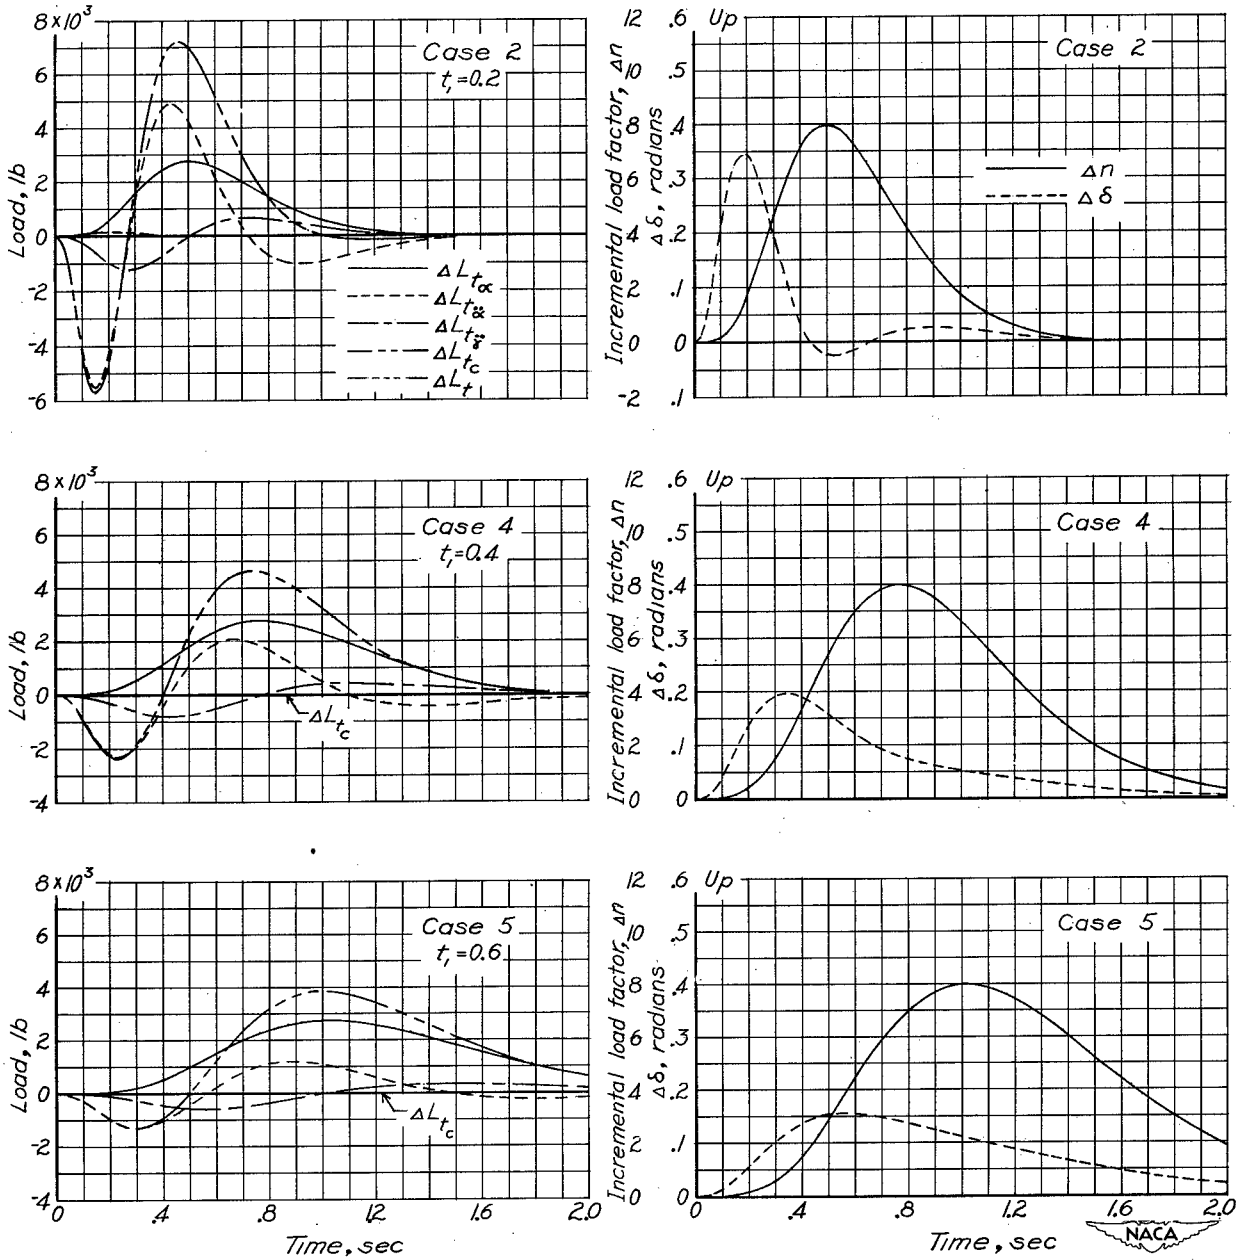 8×10³
6
4
2
0
-2
-4
-6
Load, lb
Case 2
t₁=0.2
ΔL_tα
ΔL_tα̈
ΔL_tγ̈
ΔL_tc
ΔL_t
12
10
8
6
4
2
0
-2
Incremental load factor, Δn
.6
.5
.4
.3
.2
.1
0
.1
Δδ, radians
Up
Case 2
Δn
Δδ
8×10³
6
4
2
0
-2
-4
Load, lb
Case 4
t₁=0.4
ΔL_tc
12
10
8
6
4
2
0
Incremental load factor, Δn
.6
.5
.4
.3
.2
.1
0
Δδ, radians
Up
Case 4
8×10³
6
4
2
0
-2
-4
Load, lb
Case 5
t₁=0.6
ΔL_tc
0 .4 .8 1.2 1.6 2.0
Time, sec
12
10
8
6
4
2
0
Incremental load factor, Δn
.6
.5
.4
.3
.2
.1
0
Δδ, radians
Up
Case 5
0 .4 .8 1.2 1.6 2.0
Time, sec
NACA